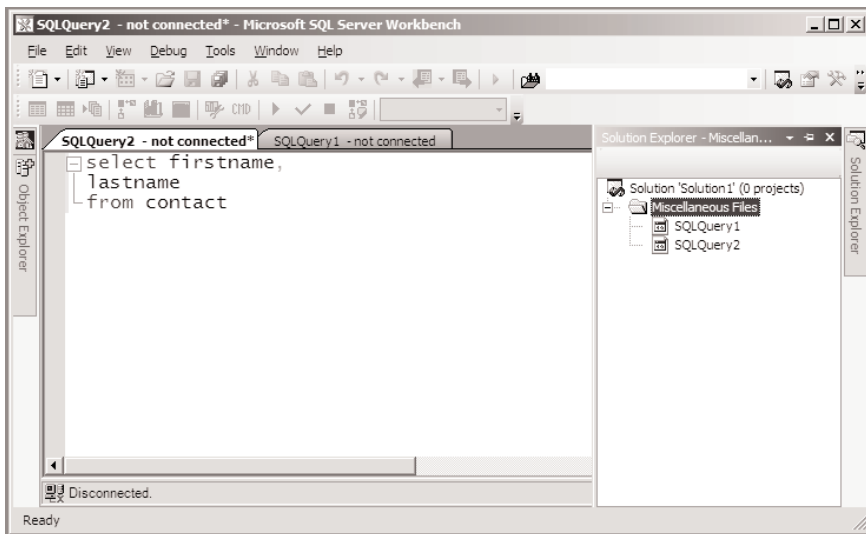 SQLQuery2 - not connected* - Microsoft SQL Server Workbench
File Edit View Debug Tools Window Help
CMD
SQLQuery2 - not connected* SQLQuery1 - not connected
Solution Explorer - Miscellan...
Object Explorer
select firstname,
lastname
from contact
Solution 'Solution1' (0 projects)
Miscellaneous Files
SQLQuery1
SQLQuery2
Solution Explorer
Disconnected.
Ready